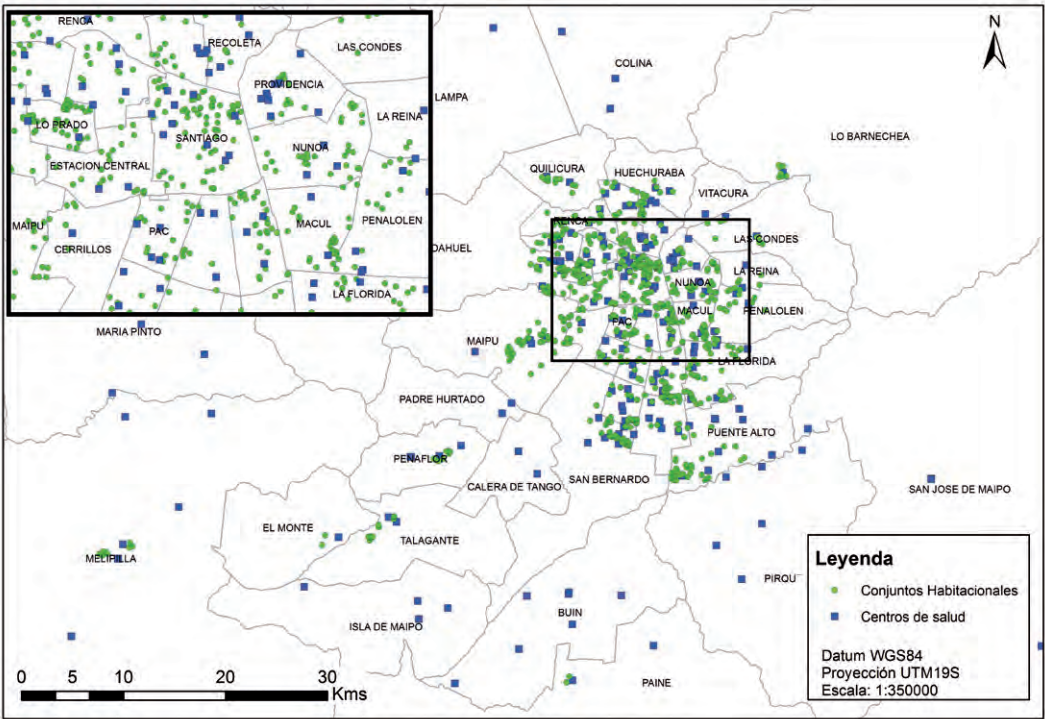 RENCA
RECOLETA
LAS CONDES
PROVIDENCIA
LA REINA
LO PRADO
SANTIAGO
NUNOA
ESTACION CENTRAL
MAIPU
CERRILLOS
PAC
MACUL
PENALOLEN
LA FLORIDA
N
COLINA
LAMPA
LO BARNECHEA
QUILICURA
HUECHURABA
VITACURA
RENCA
DAHUEL
LAS CONDES
LA REINA
NUNOA
MACUL
PENALOLEN
PAC
MARIA PINTO
MAIPU
LA FLORIDA
PADRE HURTADO
PUENTE ALTO
PENAFLOR
CALERA DE TANGO
SAN BERNARDO
SAN JOSE DE MAIPO
EL MONTE
TALAGANTE
MELIPILLA
PIRQU
ISLA DE MAIPO
BUIN
PAINE
Leyenda
Conjuntos Habitacionales
Centros de salud
Datum WGS84
Proyección UTM19S
Escala: 1:350000
0 5 10 20 30
Kms